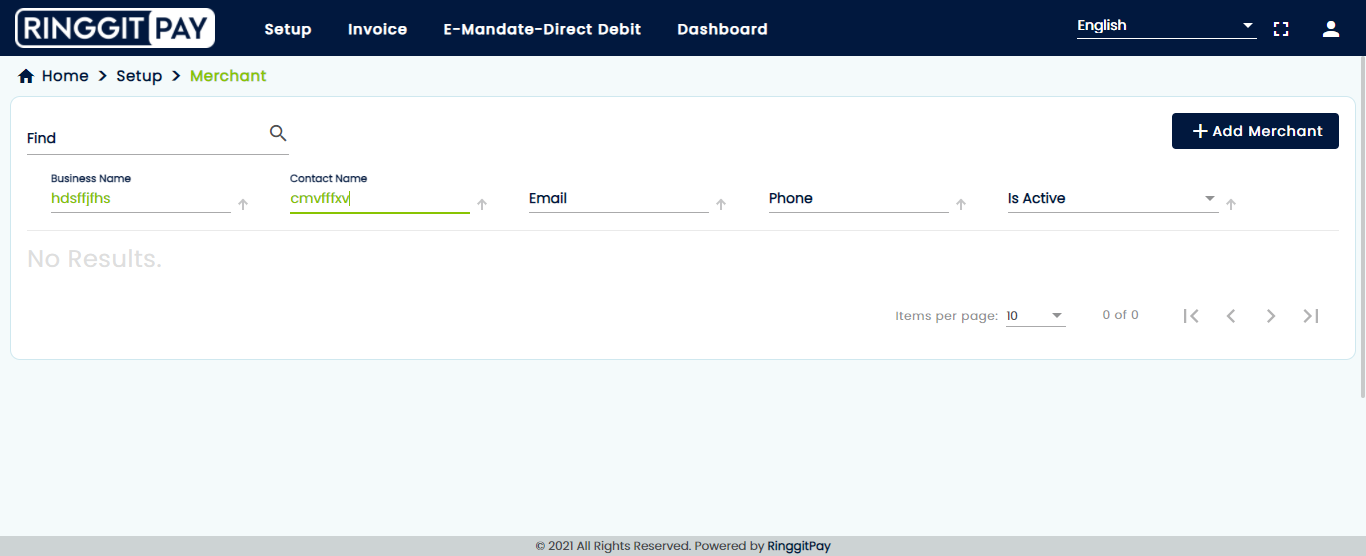 RINGGIT PAY Setup Invoice E-Mandate-Direct Debit Dashboard English
Home > Setup > Merchant
Find
+ Add Merchant
Business Name Contact Name
hdsffjfhs cmvfffxv Email Phone Is Active
No Results.
Items per page: 10 0 of 0
© 2021 All Rights Reserved. Powered by RinggitPay